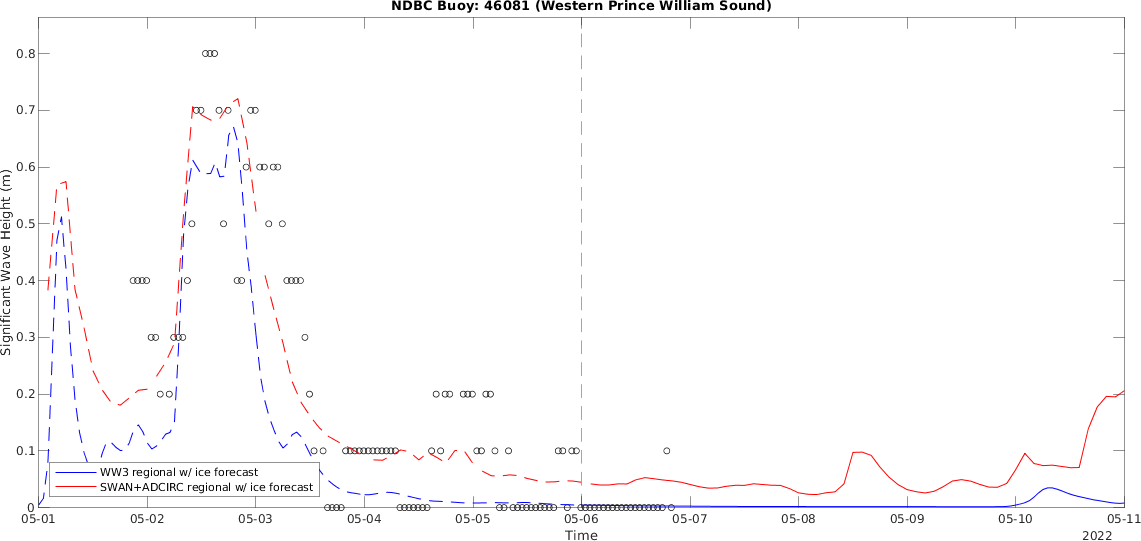 NDBC Buoy: 46081 (Western Prince William Sound)
Significant Wave Height (m)
0.8
0.7
0.6
0.5
0.4
0.3
0.2
0.1
0
WW3 regional w/ ice forecast
SWAN+ADCIRC regional w/ ice forecast
05-01 05-02 05-03 05-04 05-05 05-06 05-07 05-08 05-09 05-10 05-11
Time
2022